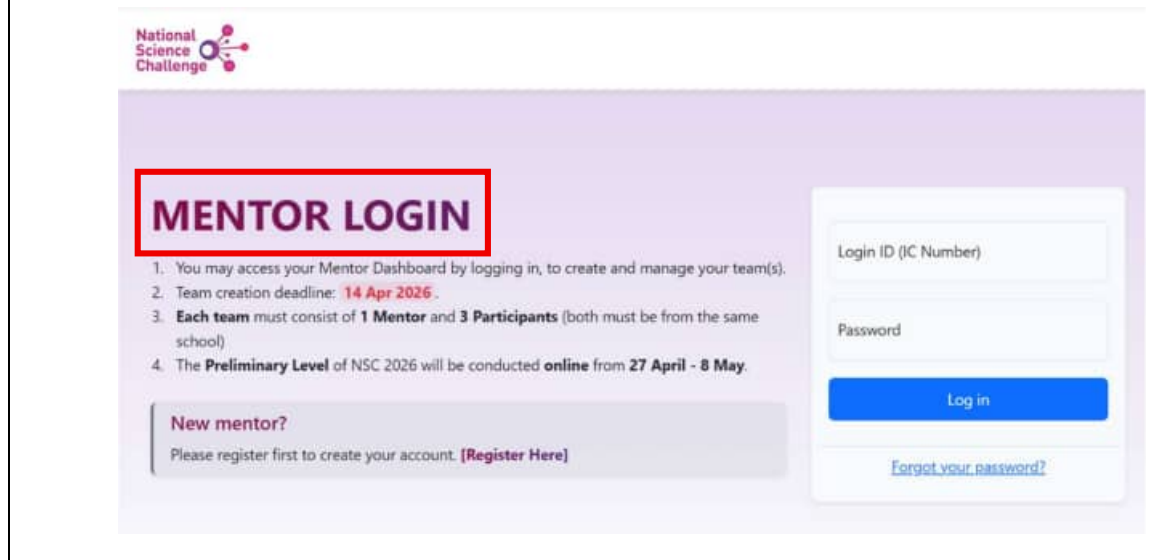 National
Science
Challenge
MENTOR LOGIN
1. You may access your Mentor Dashboard by logging in, to create and manage your team(s).
2. Team creation deadline: 14 Apr 2026.
3. Each team must consist of 1 Mentor and 3 Participants (both must be from the same
school)
4. The Preliminary Level of NSC 2026 will be conducted online from 27 April - 8 May.
New mentor?
Please register first to create your account. [Register Here]
Login ID (IC Number)
Password
Log in
Forgot your password?